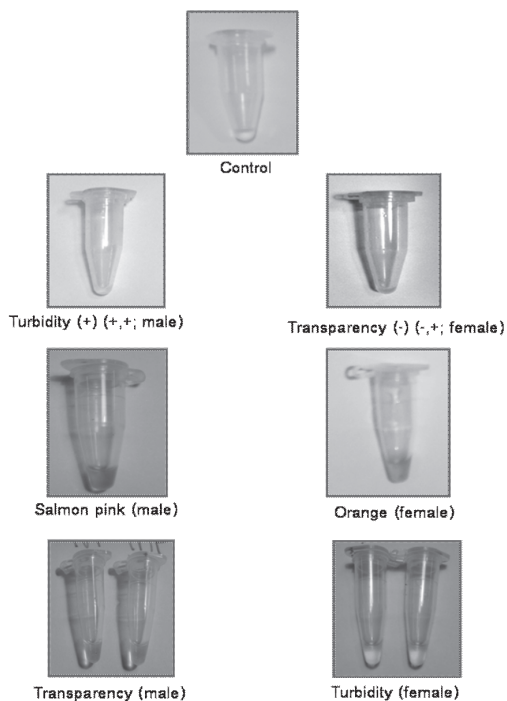 Control
Turbidity (+) (+,+; male)
Transparency (-) (-,+; female)
Salmon pink (male)
Orange (female)
Transparency (male)
Turbidity (female)